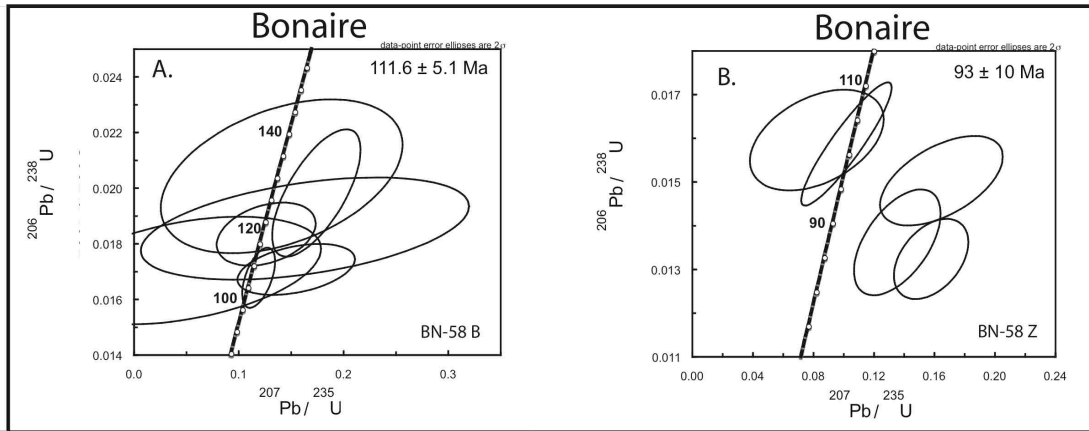 Bonaire
data-point error ellipses are 2σ
A.
111.6 ± 5.1 Ma
0.024
0.022
0.020
0.018
0.016
0.014
206
Pb/ 238 U
140
120
100
BN-58 B
0.0
0.1
0.2
0.3
207 235
Pb/ U
Bonaire
data-point error ellipses are 2σ
B.
93 ± 10 Ma
0.017
0.015
0.013
0.011
206
Pb/ 238 U
110
90
BN-58 Z
0.00
0.04
0.08
0.12
0.16
0.20
0.24
207 235
Pb/ U